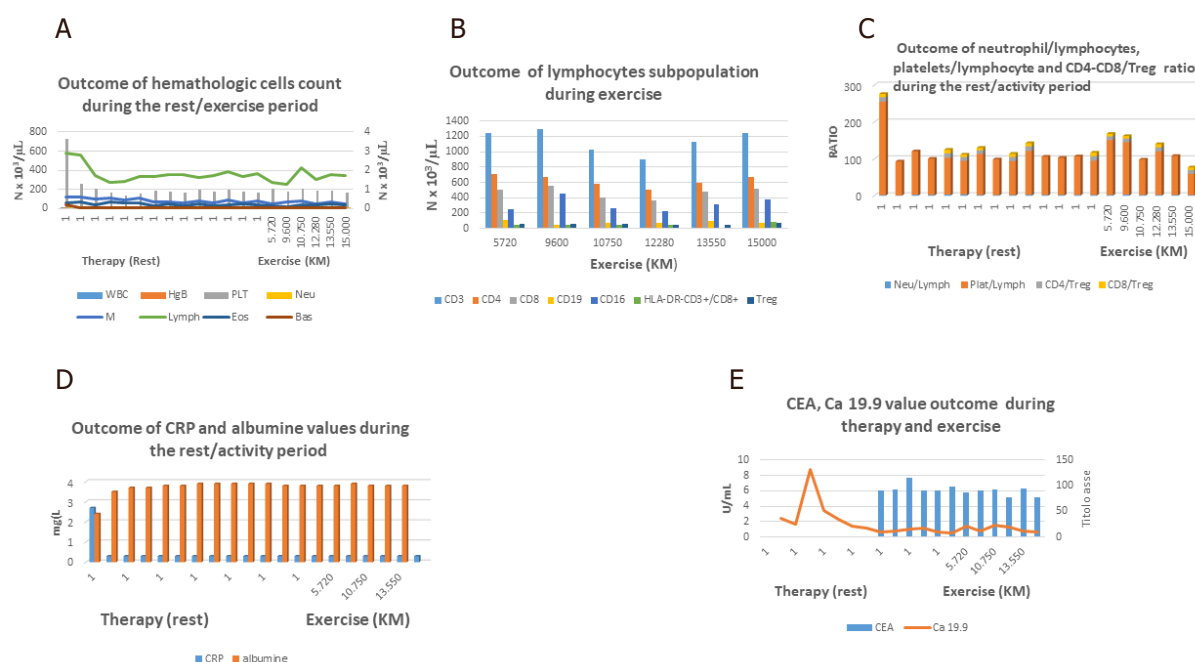 A
Outcome of hemathologic cells count
during the rest/exercise period
N x 10³/µL
800
600
400
200
0
4
3
2
1
0
N x 10³/µL
1 1 1 1 1 1 1 1 1 1 1 1 1 1 5.720 9.600 10.750 12.280 13.550 15.000
Therapy (Rest) Exercise (KM)
WBC HgB PLT Neu
M Lymph Eos Bas
B
Outcome of lymphocytes subpopulation
during exercise
N x 10³/µL
1400
1200
1000
800
600
400
200
0
5720 9600 10750 12280 13550 15000
Exercise (KM)
CD3 CD4 CD8 CD19 CD16 HLA-DR-CD3+/CD8+ Treg
C
Outcome of neutrophil/lymphocytes,
platelets/lymphocyte and CD4-CD8/Treg ratio
during the rest/activity period
RATIO
300
200
100
0
1 1 1 1 1 1 1 1 1 1 1 1 1 1 5.720 9.600 10.750 12.280 13.550 15.000
Therapy (Rest) Exercise (KM)
Neu/Lymph Plat/Lymph CD4/Treg CD8/Treg
D
Outcome of CRP and albumine values during
the rest/activity period
mg(L
4
3
2
1
0
1 1 1 1 1 1 1 5.720 10.750 13.550
Therapy (rest) Exercise (KM)
CRP albumine
E
CEA, Ca 19.9 value outcome during
therapy and exercise
U/mL
10
8
6
4
2
0
150
100
50
0
Titolo asse
1 1 1 1 1 1 1 5.720 10.750 13.550
Therapy (rest) Exercise (KM)
CEA Ca 19.9